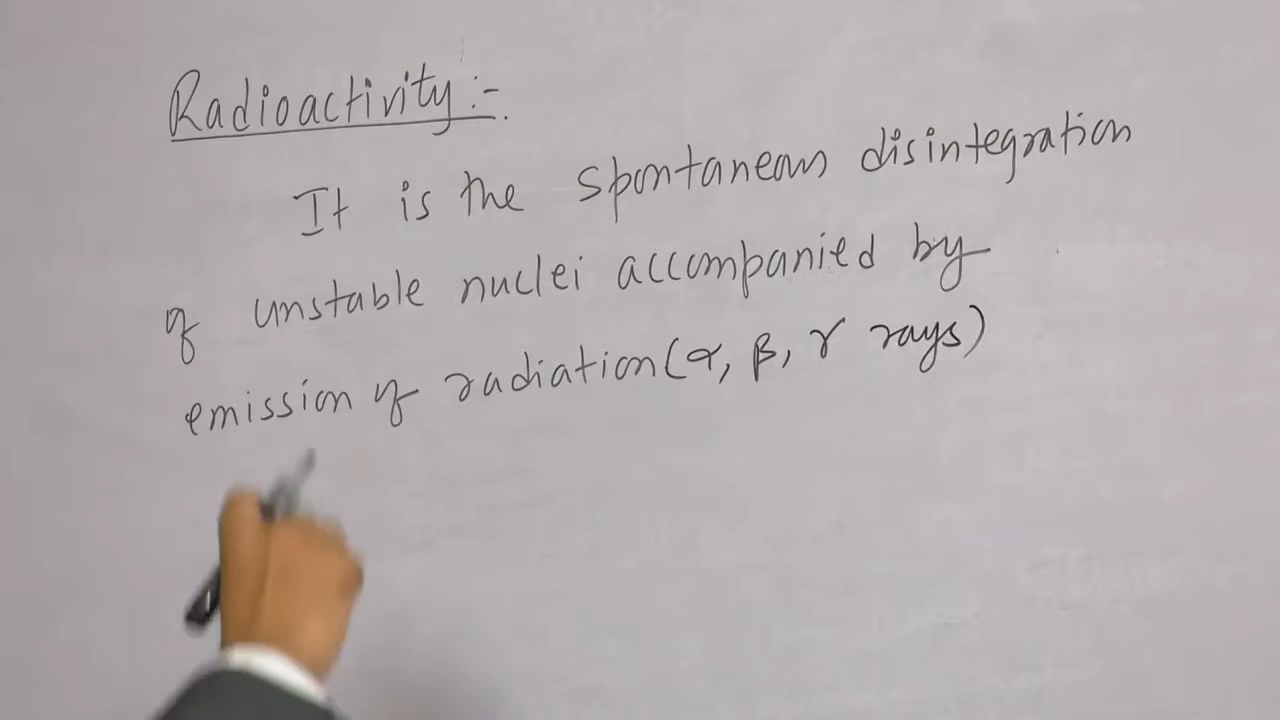 Radioactivity :-
It is the spontaneous disintegration
of unstable nuclei accompanied by
emission of radiation (α, β, γ rays)